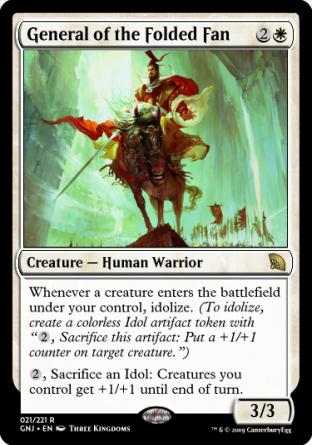 General of the Folded Fan 2
Creature — Human Warrior
Whenever a creature enters the battlefield
under your control, idolize. (To idolize,
create a colorless Idol artifact token with
“2, Sacrifice this artifact: Put a +1/+1
counter on target creature.”)
2, Sacrifice an Idol: Creatures you
control get +1/+1 until end of turn.
3/3
021/221 R
GNJ • EN Three Kingdoms
™ & © 2019 CanterburyEgg